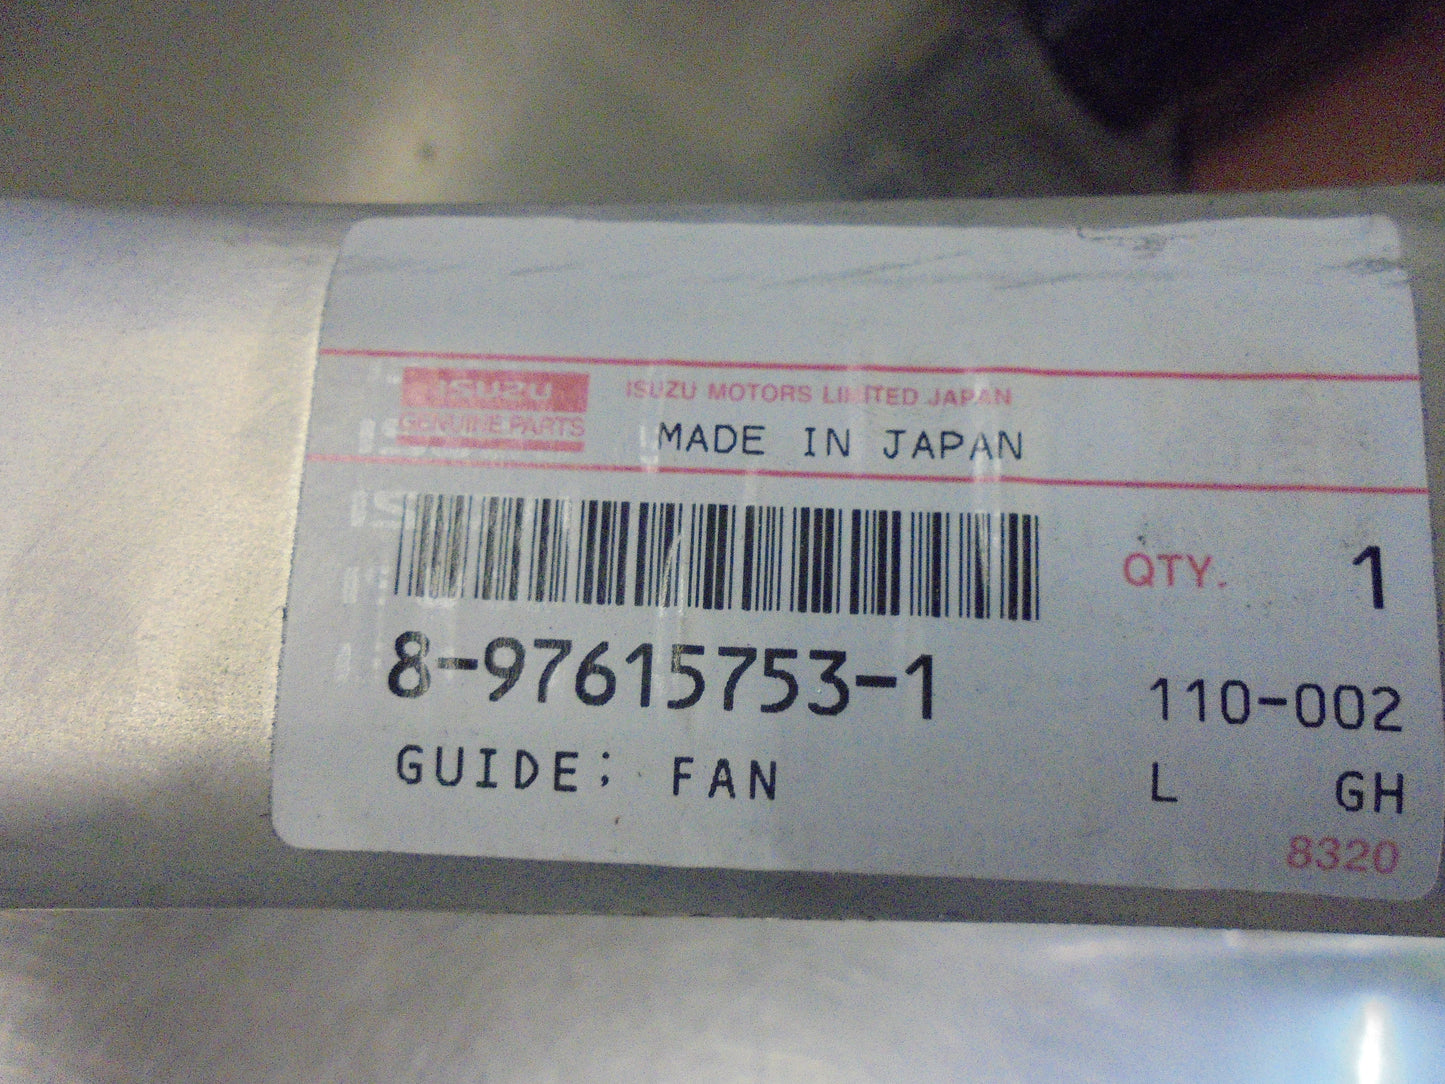 ISUZU
GENUINE PARTS
ISUZU MOTORS LIMITED JAPAN
MADE IN JAPAN
QTY. 1
8-97615753-1
110-002
GUIDE; FAN
L GH
8320